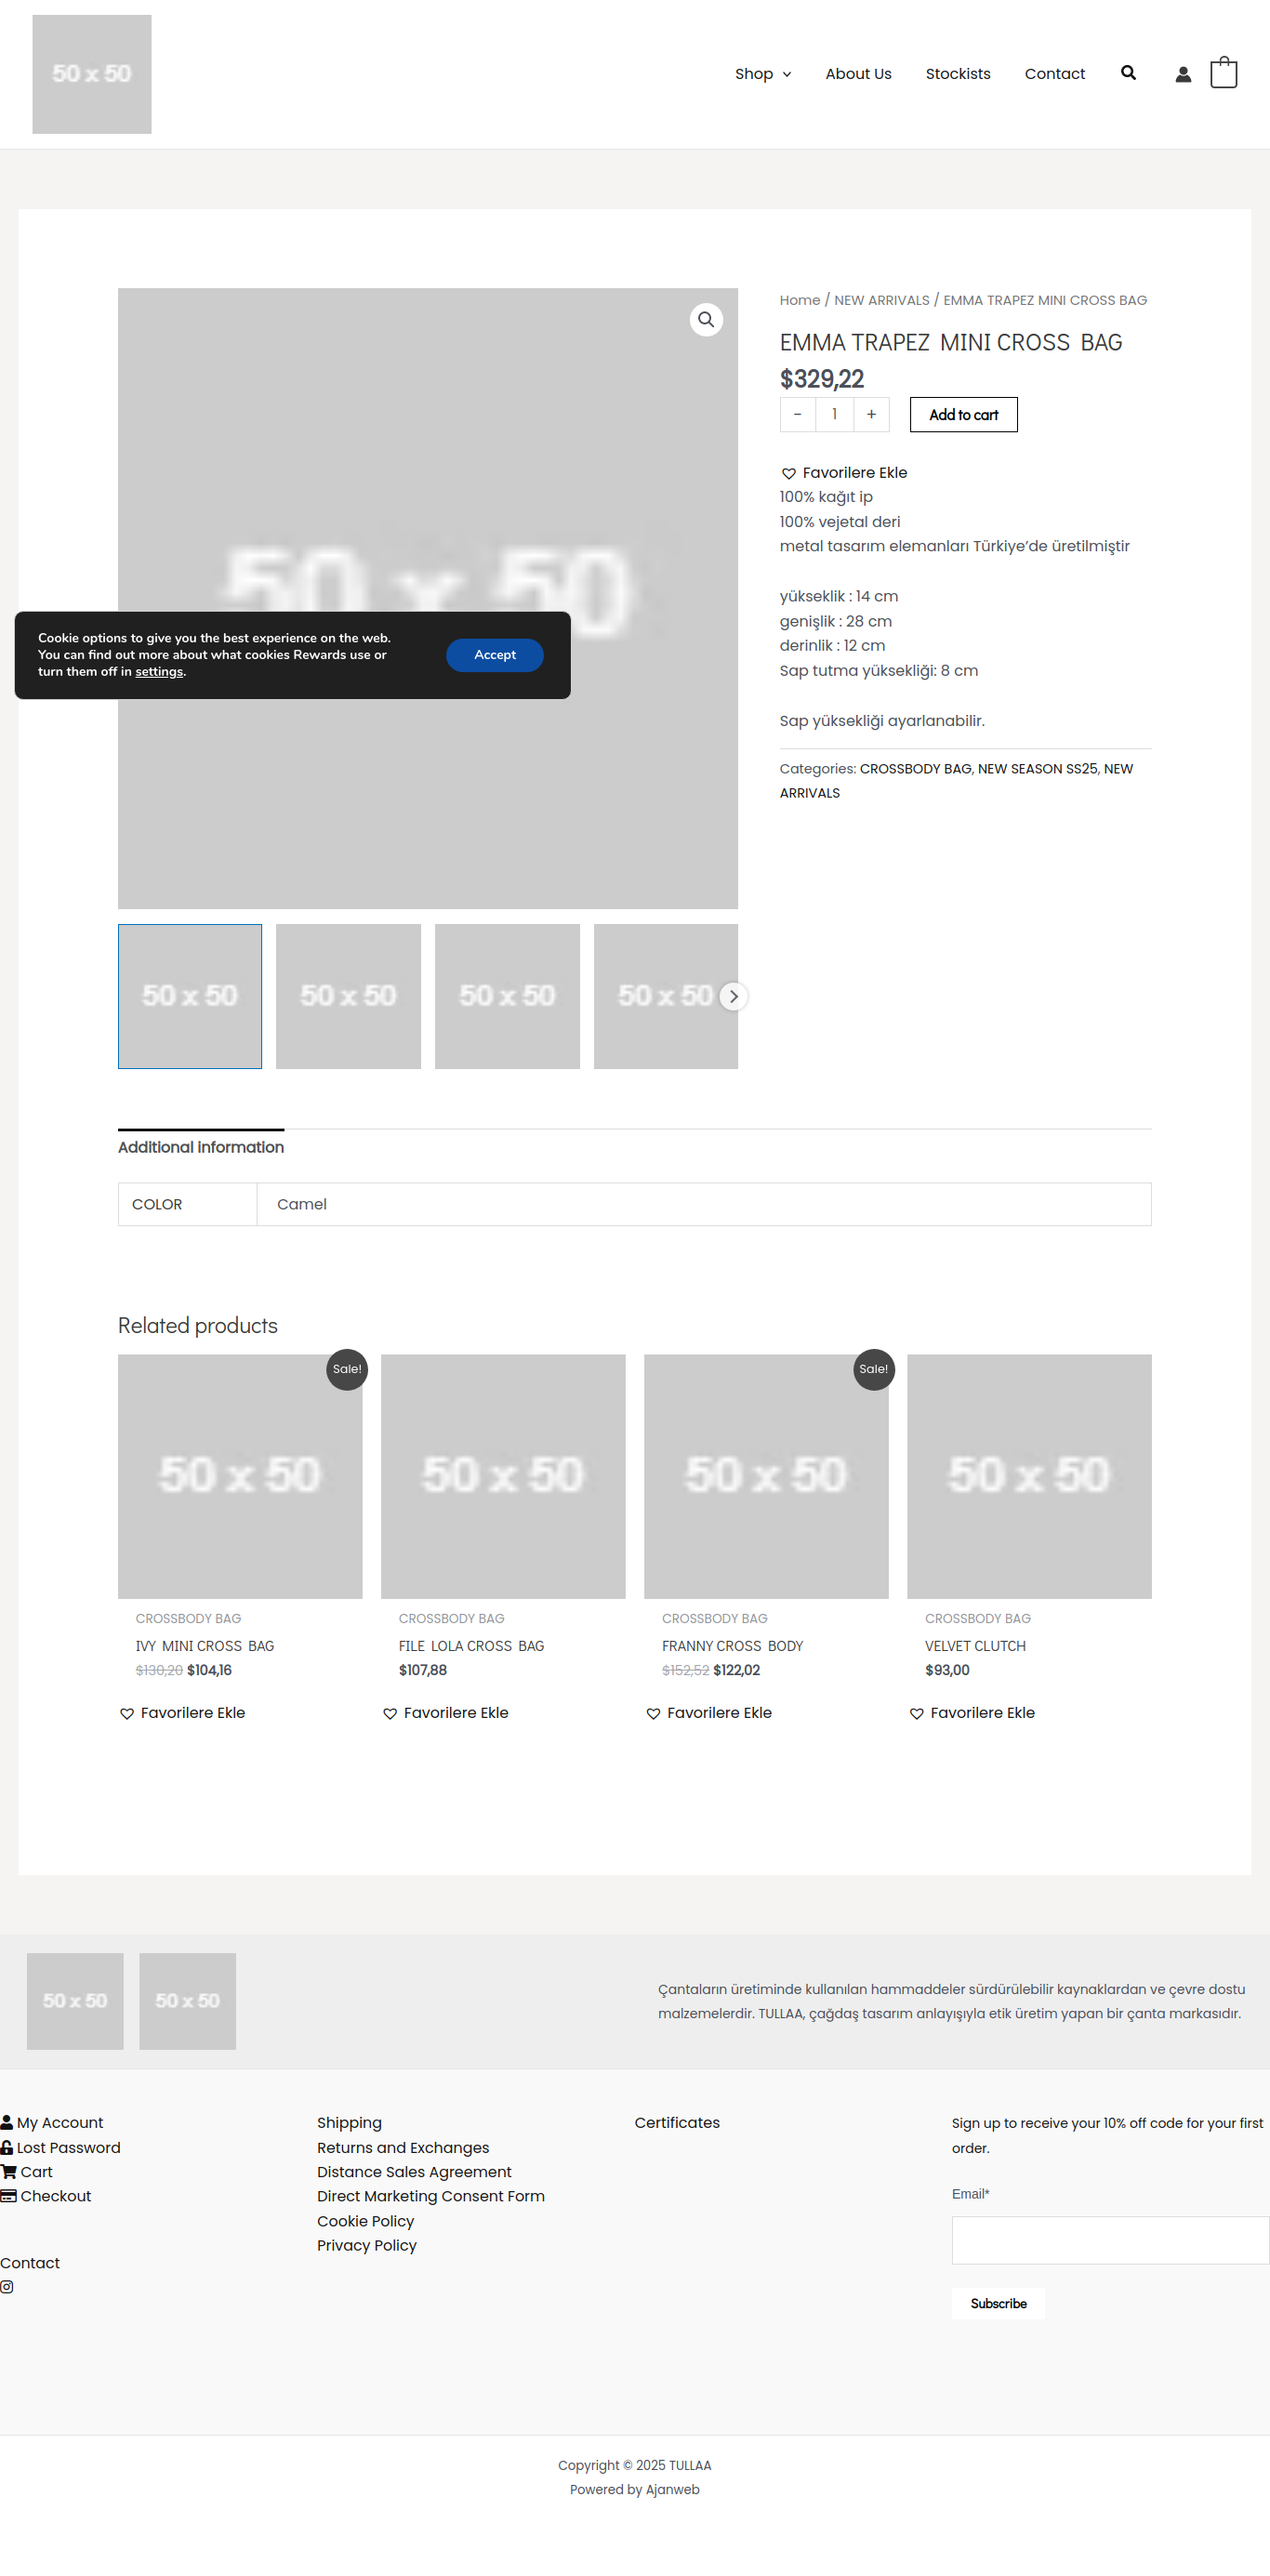 50 x 50
Shop
About Us
Stockists
Contact
50 x 50
Home / NEW ARRIVALS / EMMA TRAPEZ MINI CROSS BAG
EMMA TRAPEZ MINI CROSS BAG
$329,22
- 1 +
Add to cart
Favorilere Ekle
100% kağıt ip
100% vejetal deri
metal tasarım elemanları Türkiye’de üretilmiştir
yükseklik : 14 cm
genişlik : 28 cm
derinlik : 12 cm
Sap tutma yüksekliği: 8 cm
Sap yüksekliği ayarlanabilir.
Categories: CROSSBODY BAG, NEW SEASON SS25, NEW
ARRIVALS
Cookie options to give you the best experience on the web.
You can find out more about what cookies Rewards use or
turn them off in settings.
Accept
50 x 50
50 x 50
50 x 50
50 x 50
Additional information
COLOR
Camel
Related products
Sale!
50 x 50
CROSSBODY BAG
IVY MINI CROSS BAG
$130,20 $104,16
Favorilere Ekle
50 x 50
CROSSBODY BAG
FILE LOLA CROSS BAG
$107,88
Favorilere Ekle
Sale!
50 x 50
CROSSBODY BAG
FRANNY CROSS BODY
$152,52 $122,02
Favorilere Ekle
50 x 50
CROSSBODY BAG
VELVET CLUTCH
$93,00
Favorilere Ekle
50 x 50
50 x 50
Çantaların üretiminde kullanılan hammaddeler sürdürülebilir kaynaklardan ve çevre dostu
malzemelerdir. TULLAA, çağdaş tasarım anlayışıyla etik üretim yapan bir çanta markasıdır.
My Account
Lost Password
Cart
Checkout
Contact
Shipping
Returns and Exchanges
Distance Sales Agreement
Direct Marketing Consent Form
Cookie Policy
Privacy Policy
Certificates
Sign up to receive your 10% off code for your first
order.
Email*
Subscribe
Copyright © 2025 TULLAA
Powered by Ajanweb